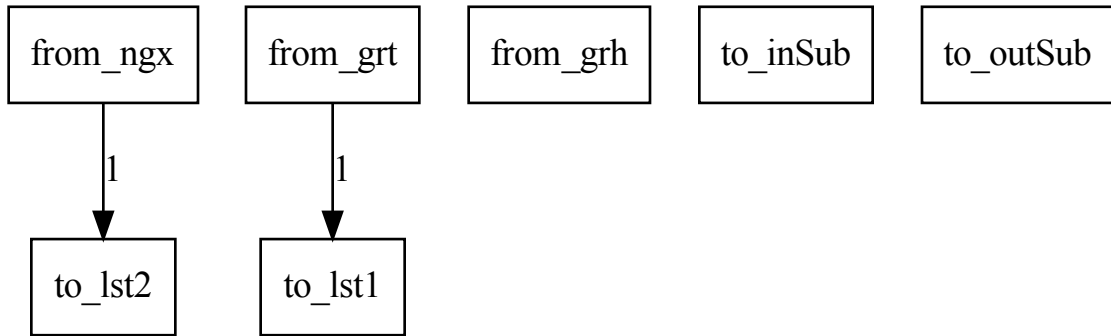 from_ngx
from_grt
from_grh
to_inSub
to_outSub
1
1
to_lst2
to_lst1